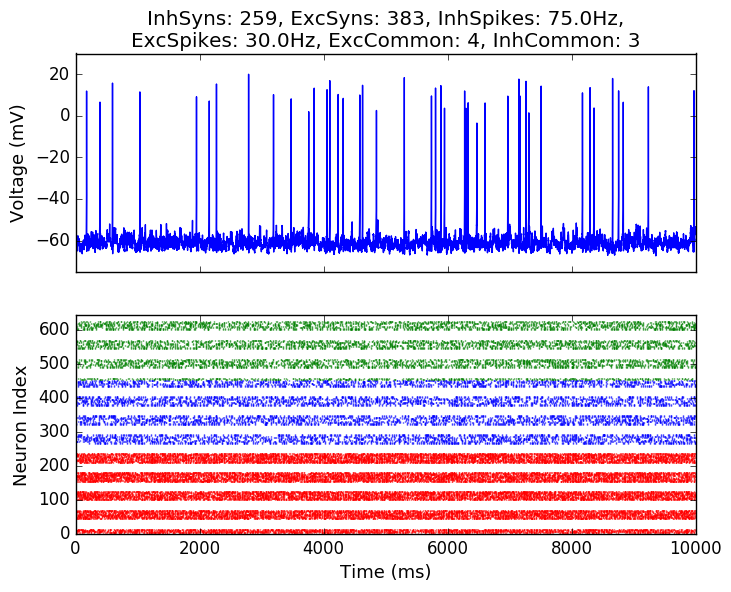 InhSyns: 259, ExcSyns: 383, InhSpikes: 75.0Hz,
ExcSpikes: 30.0Hz, ExcCommon: 4, InhCommon: 3
Voltage (mV)
20
0
−20
−40
−60
Neuron Index
600
500
400
300
200
100
0
0 2000 4000 6000 8000 10000
Time (ms)